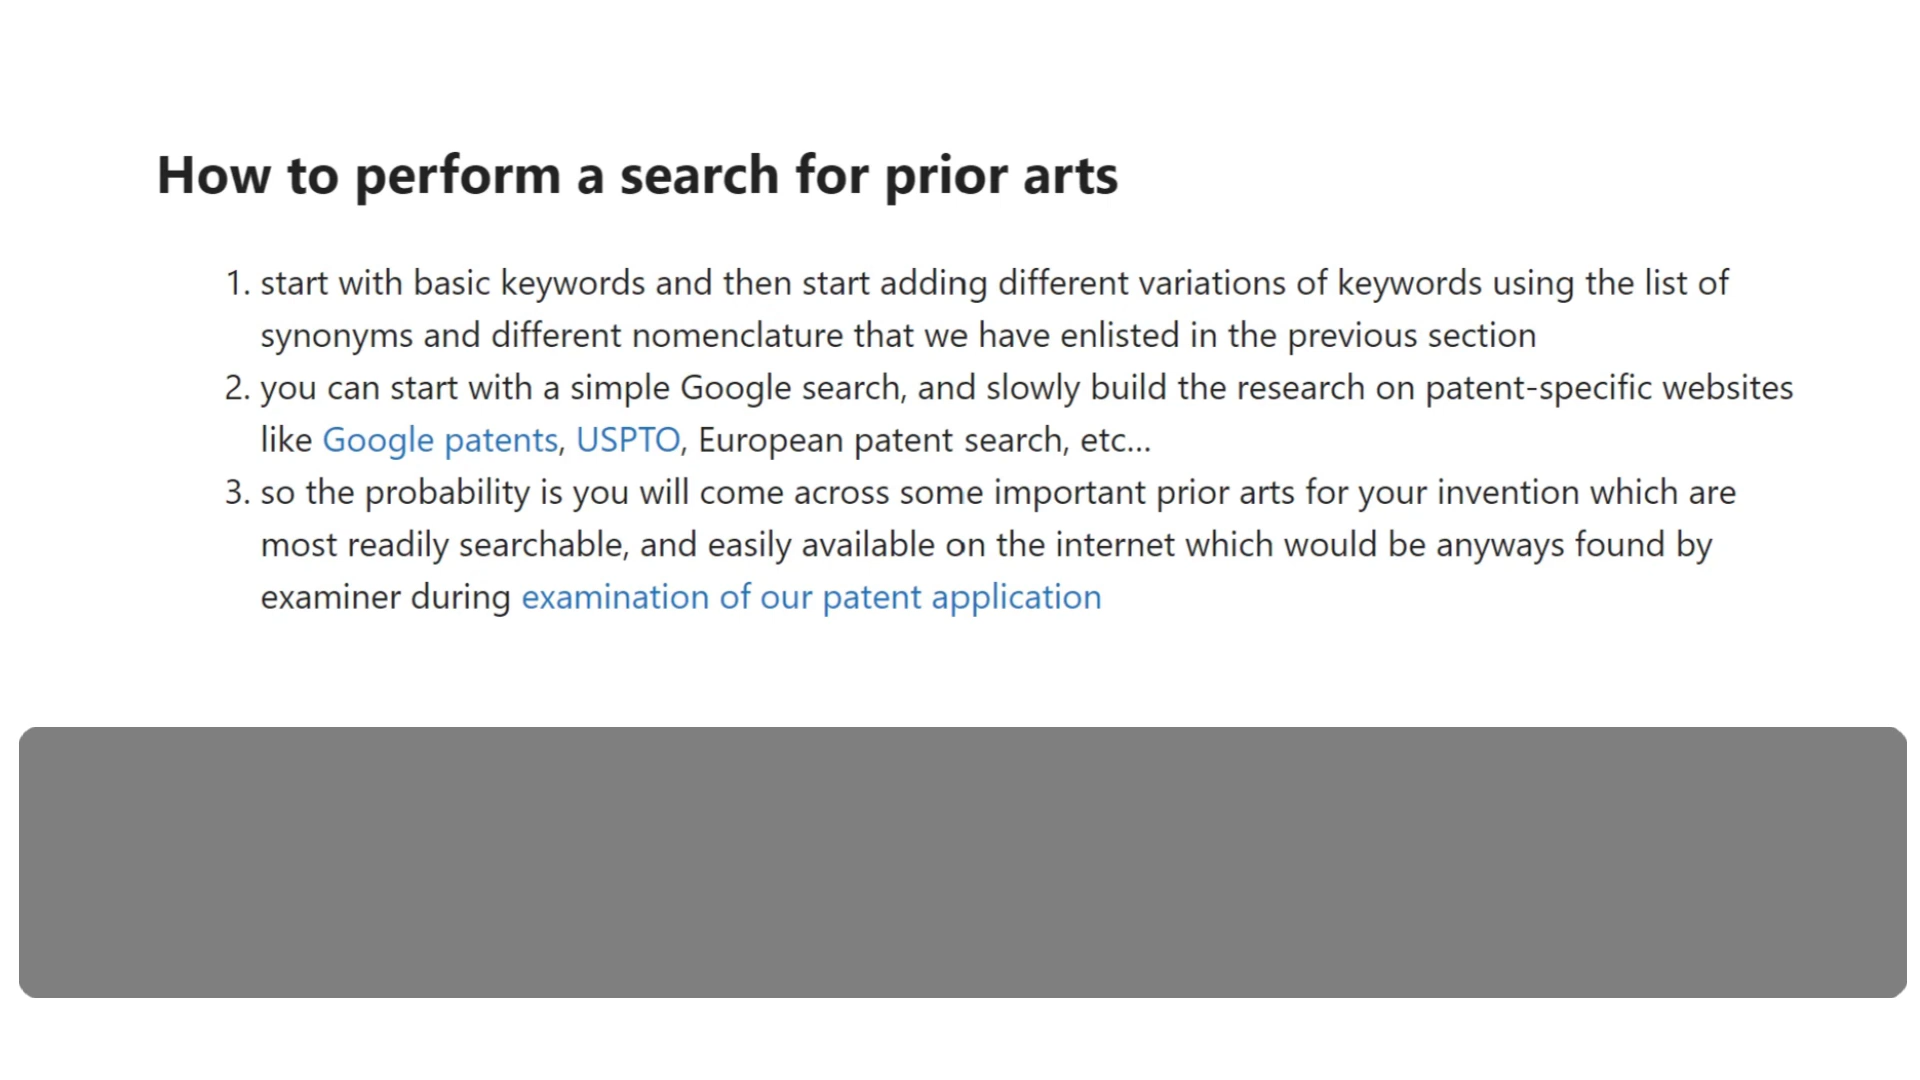 How to perform a search for prior arts
1. start with basic keywords and then start adding different variations of keywords using the list of
synonyms and different nomenclature that we have enlisted in the previous section
2. you can start with a simple Google search, and slowly build the research on patent-specific websites
like Google patents, USPTO, European patent search, etc...
3. so the probability is you will come across some important prior arts for your invention which are
most readily searchable, and easily available on the internet which would be anyways found by
examiner during examination of our patent application